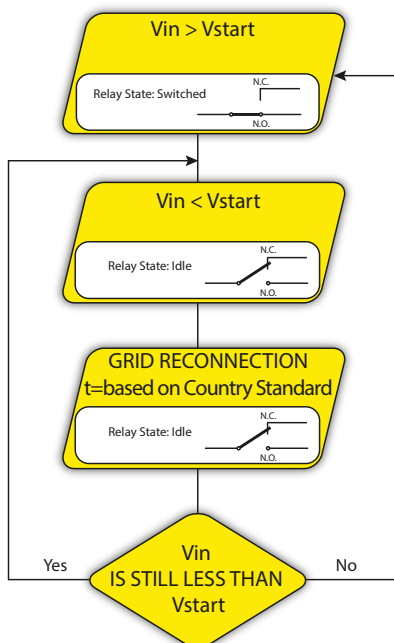 Vin > Vstart
N.C.
Relay State: Switched
N.O.
Vin < Vstart
N.C.
Relay State: Idle
N.O.
GRID RECONNECTION
t=based on Country Standard
N.C.
Relay State: Idle
N.O.
Yes
No
Vin
IS STILL LESS THAN
Vstart